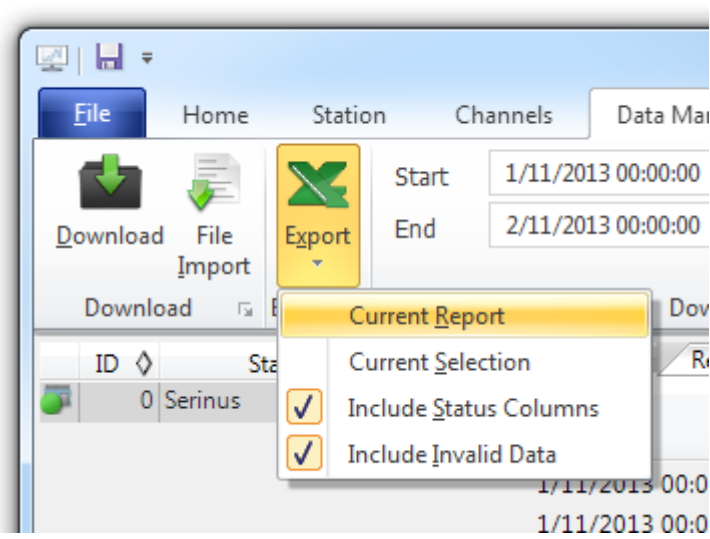 File Home Station Channels Data Mar
Start 1/11/2013 00:00:00
Download File Import Export End 2/11/2013 00:00:00
Download
Current Report
Current Selection
Include Status Columns
Include Invalid Data
ID
0 Serinus
1/11/2013 00:0
1/11/2013 00:0